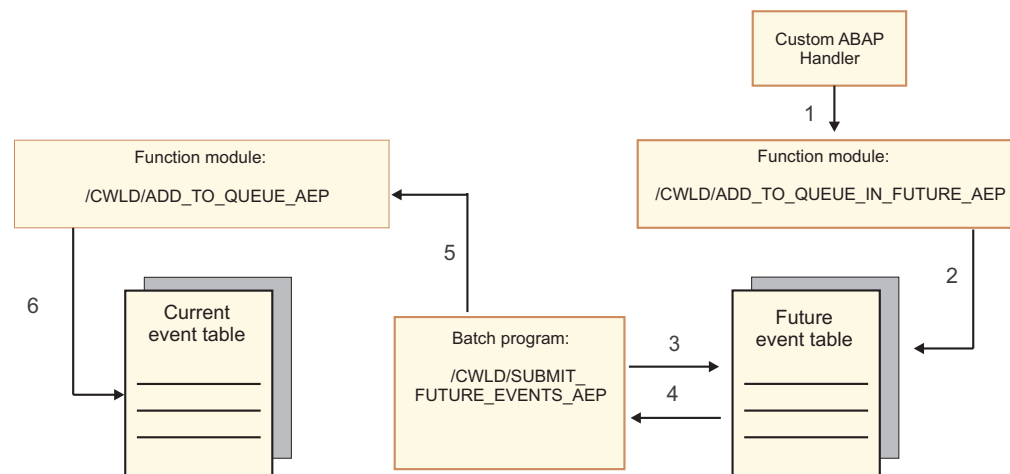 Custom ABAP
Handler
1
Function module:
/CWLD/ADD_TO_QUEUE_AEP
Function module:
/CWLD/ADD_TO_QUEUE_IN_FUTURE_AEP
5
2
6
Current
event table
Batch program:
/CWLD/SUBMIT_
FUTURE_EVENTS_AEP
3
4
Future
event table